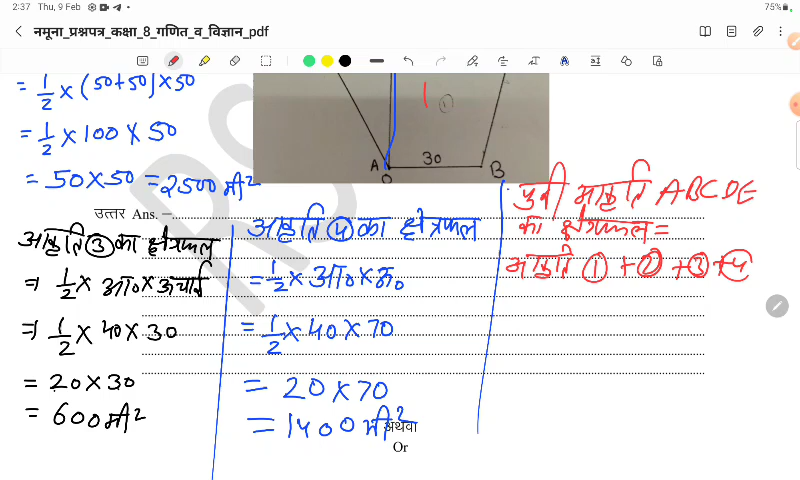 2:37 Thu, 9 Feb
75%
नमूना_प्रश्नपत्र_कक्षा_8_गणित_व_विज्ञान_pdf
= 1/2 × (50+50) × 50
= 1/2 × 100 × 50
= 50 × 50 = 2500 मी²
1
①
A
O
30
B
उत्तर Ans. –
आकृति ③ का क्षेत्रफल
⇒ 1/2 × आ० × ऊंचाई
⇒ 1/2 × 40 × 30
= 20 × 30
= 600 मी²
आकृति ④ का क्षेत्रफल
= 1/2 × आ० × ऊ०
= 1/2 × 40 × 70
= 20 × 70
= 1400 मी²
अथवा
Or
पुरी आकृति ABCDE
का क्षेत्रफल =
आकृति ① + ② + ③ + ④